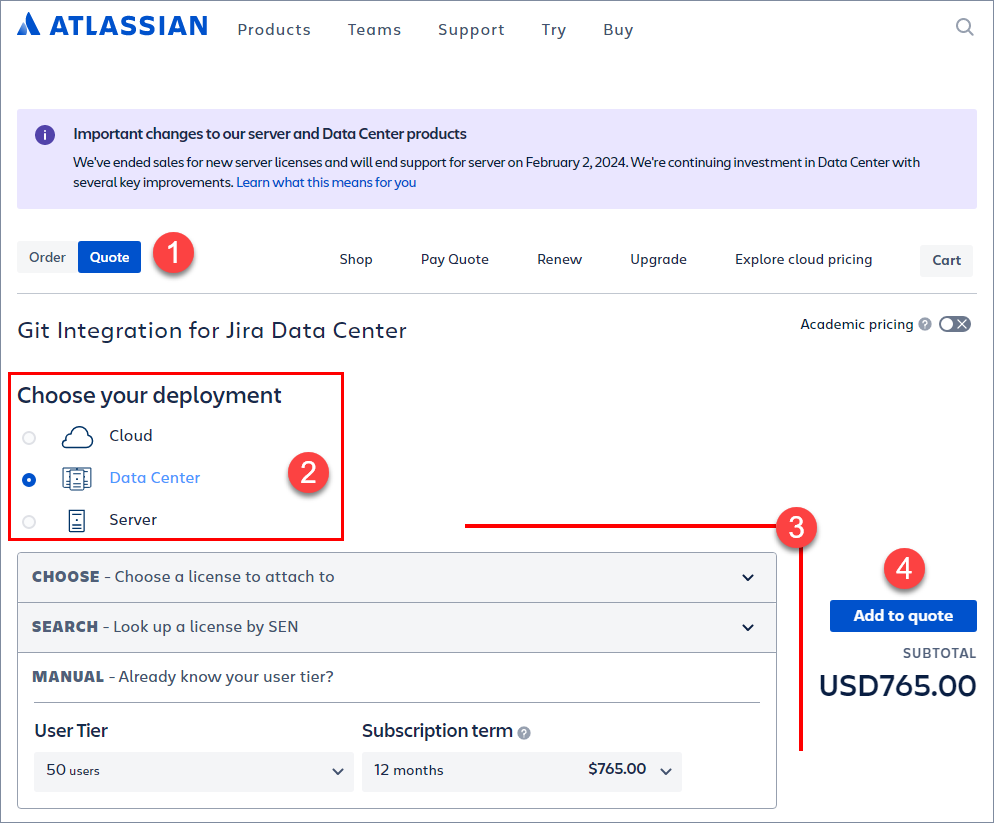 ATLASSIAN Products Teams Support Try Buy
Important changes to our server and Data Center products
We've ended sales for new server licenses and will end support for server on February 2, 2024. We're continuing investment in Data Center with
several key improvements. Learn what this means for you
Order Quote 1 Shop Pay Quote Renew Upgrade Explore cloud pricing Cart
Git Integration for Jira Data Center Academic pricing ?
Choose your deployment
Cloud
Data Center 2
Server
3
CHOOSE - Choose a license to attach to
4
SEARCH - Look up a license by SEN
Add to quote
MANUAL - Already know your user tier?
SUBTOTAL
USD765.00
User Tier Subscription term ?
50 users 12 months $765.00